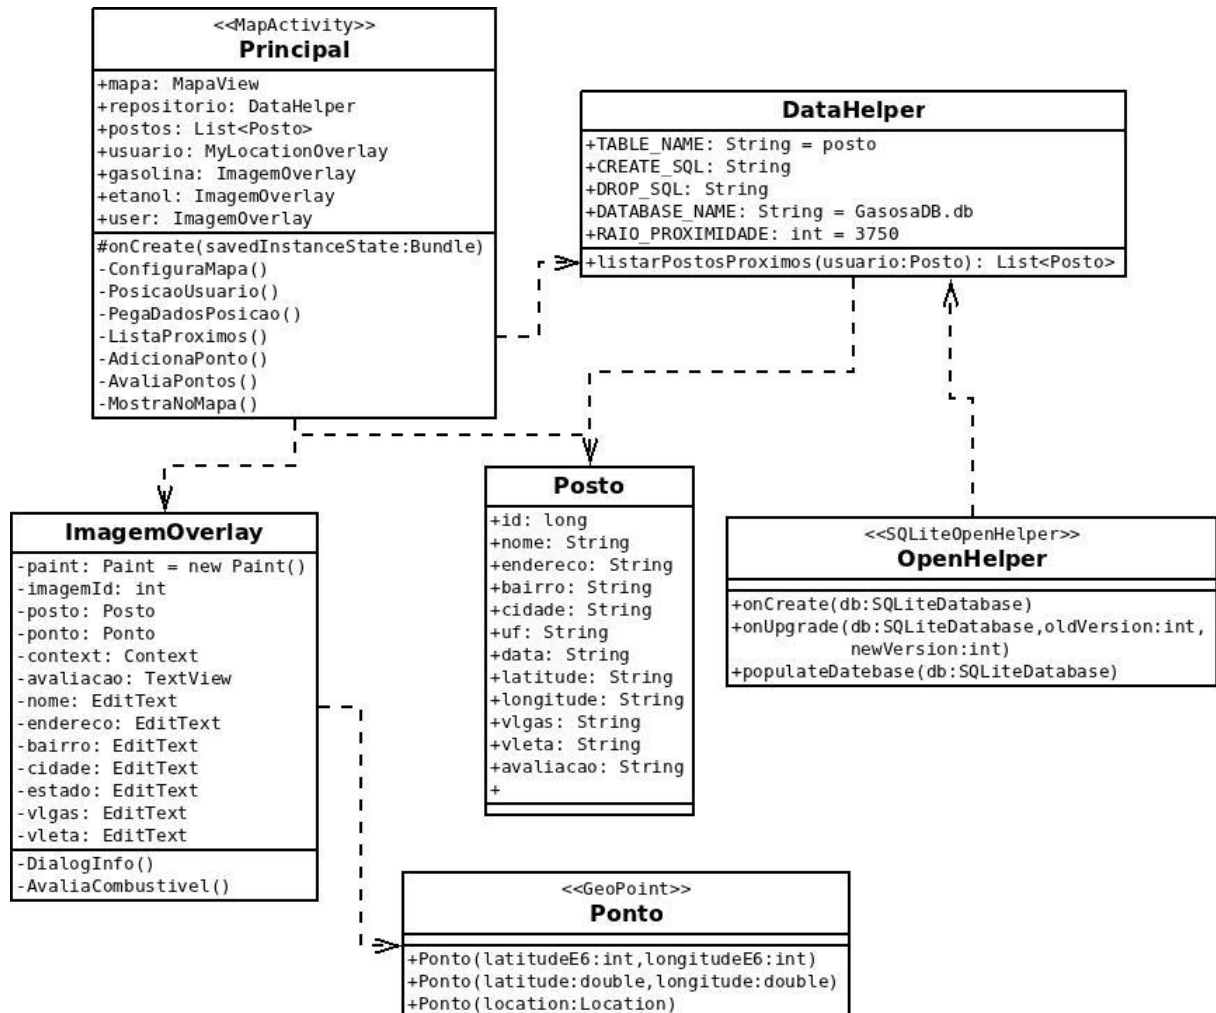 <<MapActivity>>
Principal
+mapa: MapaView
+repositorio: DataHelper
+postos: List<Posto>
+usuario: MyLocationOverlay
+gasolina: ImagemOverlay
+etanol: ImagemOverlay
+user: ImagemOverlay
#onCreate(savedInstanceState:Bundle)
-ConfiguraMapa()
-PosicaoUsuario()
-PegaDadosPosicao()
-ListaProximos()
-AdicionaPonto()
-AvaliaPontos()
-MostraNoMapa()
DataHelper
+TABLE_NAME: String = posto
+CREATE_SQL: String
+DROP_SQL: String
+DATABASE_NAME: String = GasosaDB.db
+RAIO_PROXIMIDADE: int = 3750
+listarPostosProximos(usuario:Posto): List<Posto>
ImagemOverlay
-paint: Paint = new Paint()
-imagemId: int
-posto: Posto
-ponto: Ponto
-context: Context
-avaliacao: TextView
-nome: EditText
-endereco: EditText
-bairro: EditText
-cidade: EditText
-estado: EditText
-vlgas: EditText
-vleta: EditText
-DialogInfo()
-AvaliaCombustivel()
Posto
+id: long
+nome: String
+endereco: String
+bairro: String
+cidade: String
+uf: String
+data: String
+latitude: String
+longitude: String
+vlgas: String
+vleta: String
+avaliacao: String
+
<<SQLiteOpenHelper>>
OpenHelper
+onCreate(db:SQLiteDatabase)
+onUpgrade(db:SQLiteDatabase,oldVersion:int,
newVersion:int)
+populateDatebase(db:SQLiteDatabase)
<<GeoPoint>>
Ponto
+Ponto(latitudeE6:int,longitudeE6:int)
+Ponto(latitude:double,longitude:double)
+Ponto(location:Location)